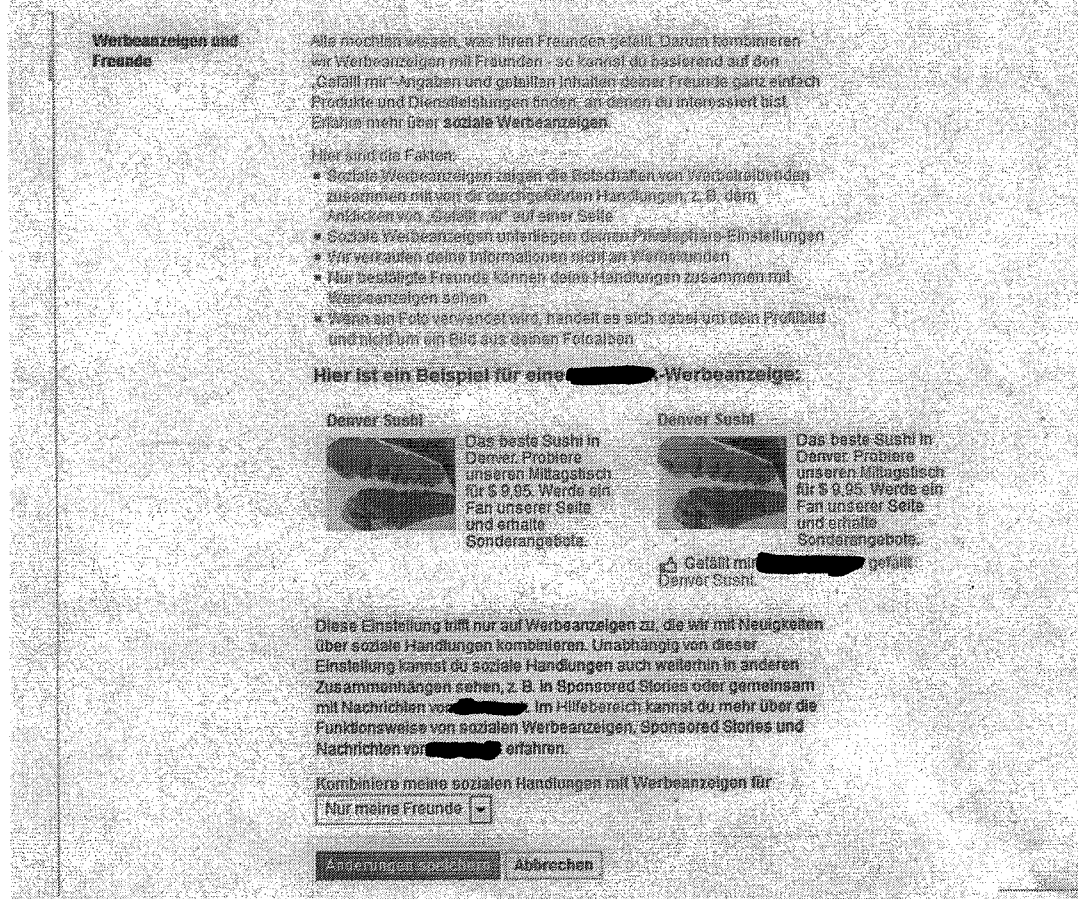 Werbeanzeigen und
Freunde
Alle möchten wissen, was ihren Freunden gefällt. Darum kombinieren
wir Werbeanzeigen mit Freunden - so kannst du basierend auf den
„Gefällt mir“-Angaben und geteilten Inhalten deiner Freunde ganz einfach
Produkte und Dienstleistungen finden, an denen du interessiert bist.
Erfahre mehr über soziale Werbeanzeigen.
Hier sind die Fakten:
▪ Soziale Werbeanzeigen zeigen die Botschaften von Werbetreibenden
zusammen mit von dir durchgeführten Handlungen, z. B. dem
Anklicken von „Gefällt mir“ auf einer Seite
▪ Soziale Werbeanzeigen unterliegen deinen Privatsphäre-Einstellungen
▪ Wir verkaufen deine Informationen nicht an Werbekunden
▪ Nur bestätigte Freunde können deine Handlungen zusammen mit
Werbeanzeigen sehen
▪ Wenn ein Foto verwendet wird, handelt es sich dabei um dein Profilbild
und nicht um ein Bild aus deinen Fotoalben
Hier ist ein Beispiel für eine -Werbeanzeige:
Denver Sushi
Das beste Sushi in
Denver. Probiere
unseren Mittagstisch
für $ 9,95. Werde ein
Fan unserer Seite
und erhalte
Sonderangebote.
Denver Sushi
Das beste Sushi in
Denver. Probiere
unseren Mittagstisch
für $ 9,95. Werde ein
Fan unserer Seite
und erhalte
Sonderangebote.
Gefällt mir gefällt
Denver Sushi.
Diese Einstellung trifft nur auf Werbeanzeigen zu, die wir mit Neuigkeiten
über soziale Handlungen kombinieren. Unabhängig von dieser
Einstellung kannst du soziale Handlungen auch weiterhin in anderen
Zusammenhängen sehen, z. B. in Sponsored Stories oder gemeinsam
mit Nachrichten von . Im Hilfebereich kannst du mehr über die
Funktionsweise von sozialen Werbeanzeigen, Sponsored Stories und
Nachrichten von erfahren.
Kombiniere meine sozialen Handlungen mit Werbeanzeigen für
Nur meine Freunde
Änderungen speichern Abbrechen